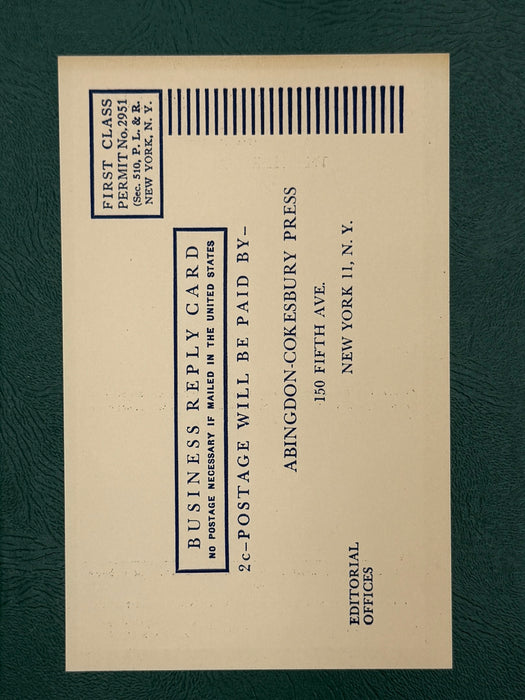 FIRST CLASS
PERMIT No. 2951
(Sec. 510, P. L. & R.
NEW YORK, N. Y.
BUSINESS REPLY CARD
NO POSTAGE NECESSARY IF MAILED IN THE UNITED STATES
2c—POSTAGE WILL BE PAID BY—
ABINGDON-COKESBURY PRESS
150 FIFTH AVE.
NEW YORK 11, N. Y.
EDITORIAL
OFFICES